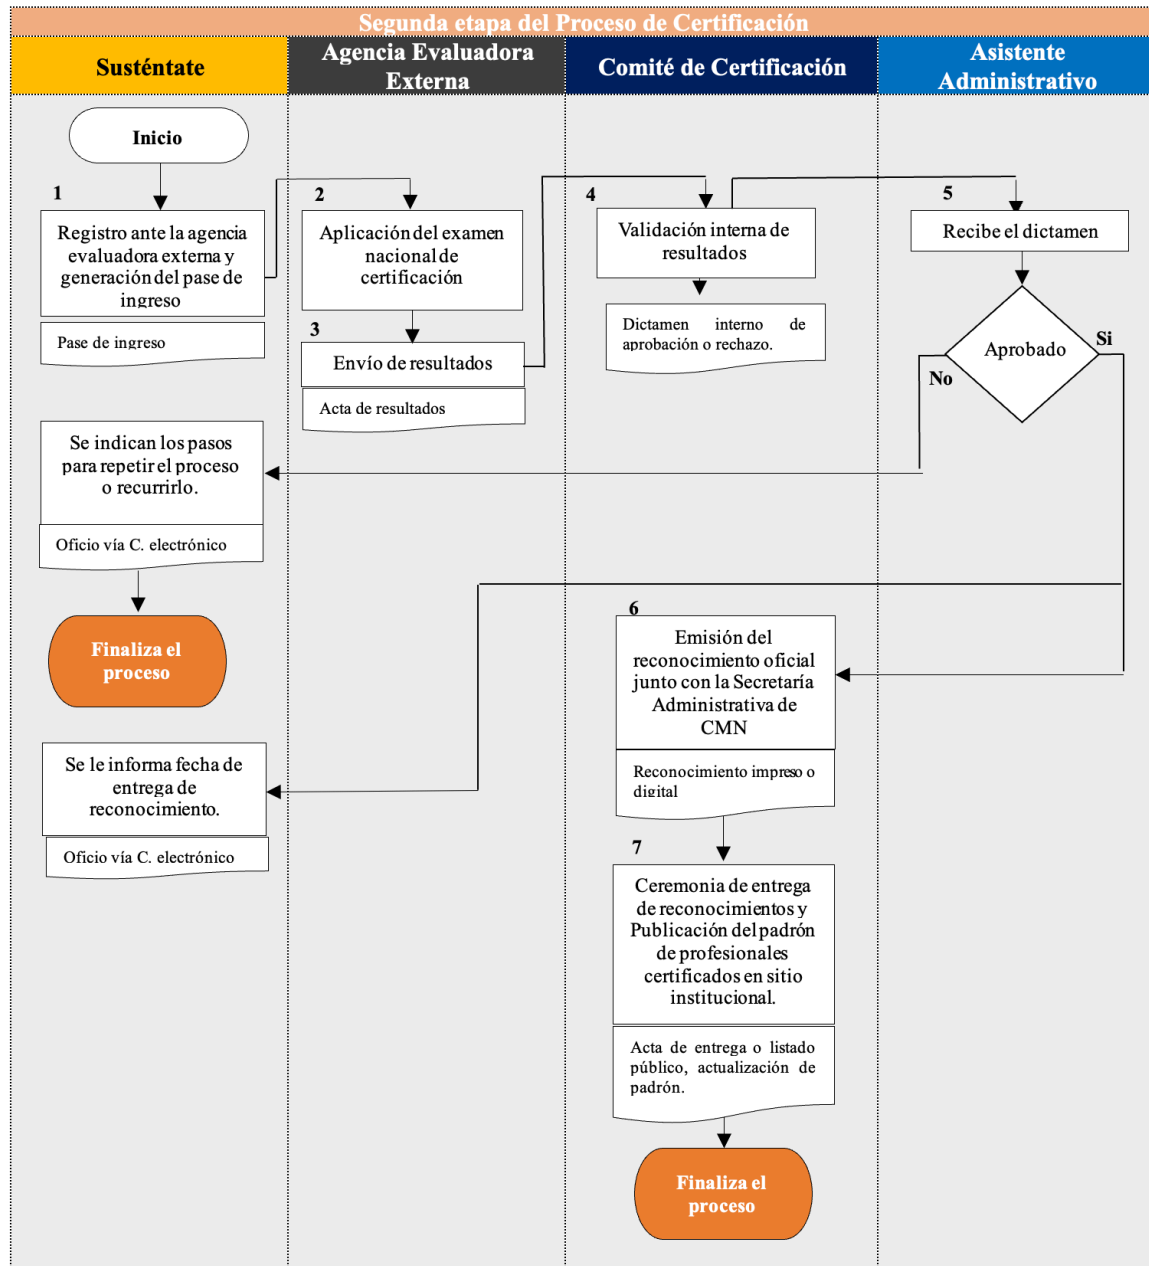 Segunda etapa del Proceso de Certificación
Susténtate
Agencia Evaluadora
Externa
Comité de Certificación
Asistente
Administrativo
Inicio
1
Registro ante la agencia
evaluadora externa y
generación del pase de
ingreso
Pase de ingreso
2
Aplicación del examen
nacional de
certificación
3
Envío de resultados
Acta de resultados
4
Validación interna de
resultados
Dictamen interno de
aprobación o rechazo.
5
Recibe el dictamen
Aprobado
Si
No
Se indican los pasos
para repetir el proceso
o recurrirlo.
Oficio vía C. electrónico
Finaliza el
proceso
Se le informa fecha de
entrega de
reconocimiento.
Oficio vía C. electrónico
6
Emisión del
reconocimiento oficial
junto con la Secretaría
Administrativa de
CMN
Reconocimiento impreso o
digital
7
Ceremonia de entrega
de reconocimientos y
Publicación del padrón
de profesionales
certificados en sitio
institucional.
Acta de entrega o listado
público, actualización de
padrón.
Finaliza el
proceso